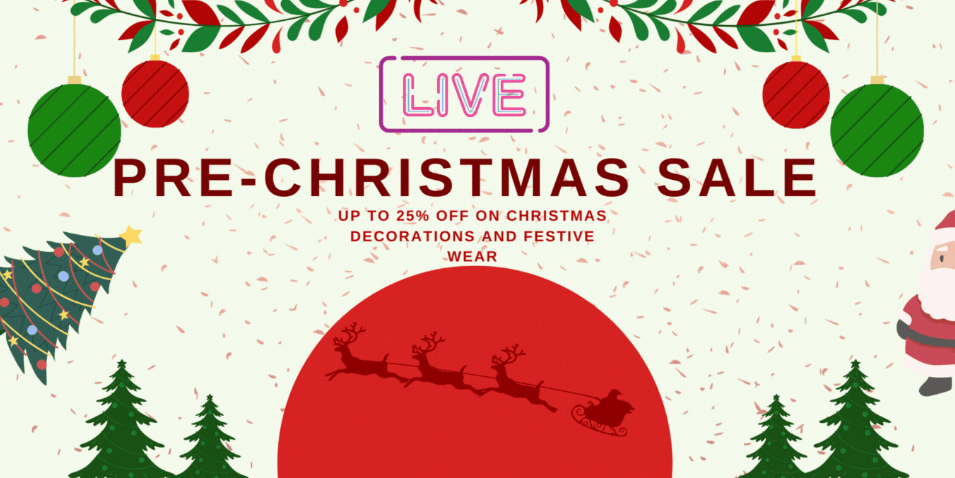 LIVE
PRE-CHRISTMAS SALE
UP TO 25% OFF ON CHRISTMAS
DECORATIONS AND FESTIVE
WEAR